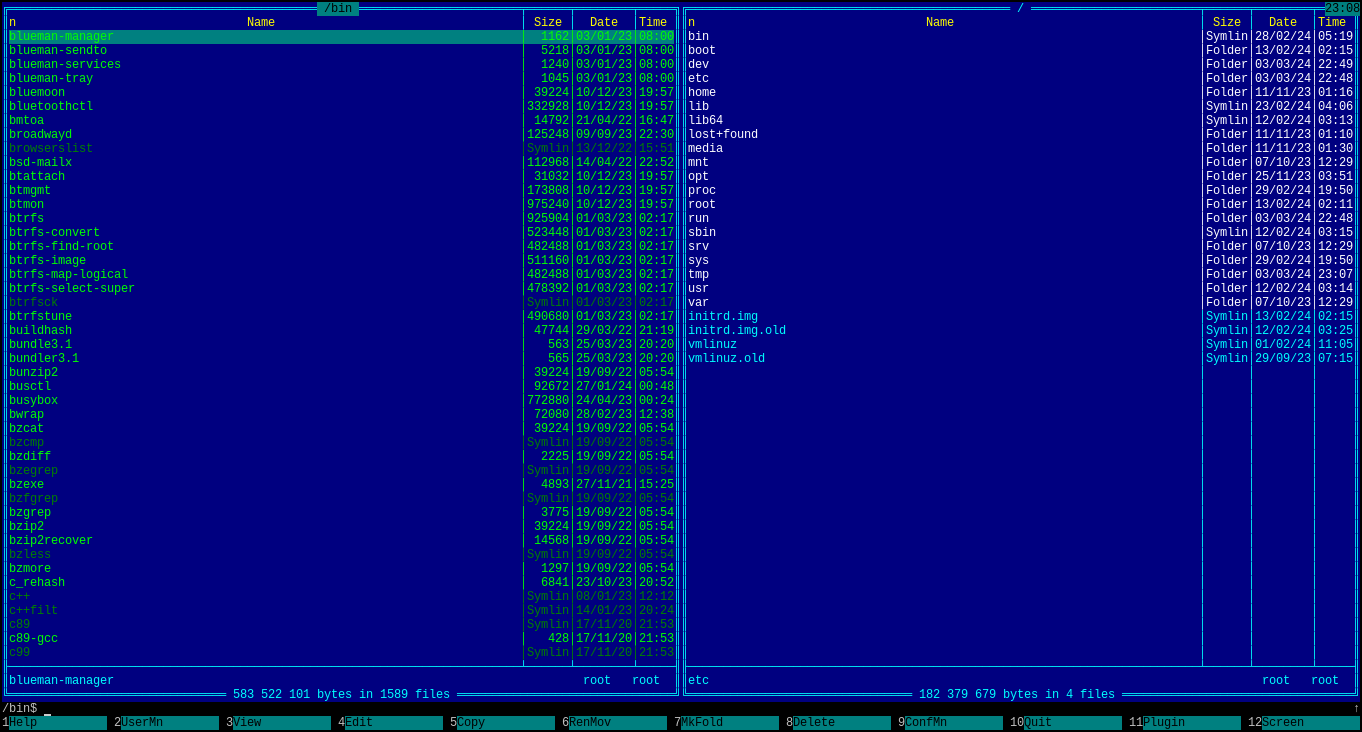 /bin / 23:08
n Name Size Date Time n Name Size Date Time
blueman-manager 1162 03/01/23 08:00 bin Symlin 28/02/24 05:19
blueman-sendto 5218 03/01/23 08:00 boot Folder 13/02/24 02:15
blueman-services 1240 03/01/23 08:00 dev Folder 03/03/24 22:49
blueman-tray 1045 03/01/23 08:00 etc Folder 03/03/24 22:48
bluemoon 39224 10/12/23 19:57 home Folder 11/11/23 01:16
bluetoothctl 332928 10/12/23 19:57 lib Symlin 23/02/24 04:06
bmtoa 14792 21/04/22 16:47 lib64 Symlin 12/02/24 03:13
broadwayd 125248 09/09/23 22:30 lost+found Folder 11/11/23 01:10
browserslist Symlin 13/12/22 15:51 media Folder 11/11/23 01:39
bsd-mailx 112968 14/04/22 22:52 mnt Folder 07/10/23 12:29
btattach 31032 10/12/23 19:57 opt Folder 25/11/23 03:51
btmgmt 173808 10/12/23 19:57 proc Folder 29/02/24 19:50
btmon 975240 10/12/23 19:57 root Folder 13/02/24 02:11
btrfs 925904 01/03/23 02:17 run Folder 03/03/24 22:48
btrfs-convert 523448 01/03/23 02:17 sbin Symlin 12/02/24 03:15
btrfs-find-root 482488 01/03/23 02:17 srv Folder 07/10/23 12:29
btrfs-image 511160 01/03/23 02:17 sys Folder 29/02/24 19:50
btrfs-map-logical 482488 01/03/23 02:17 tmp Folder 03/03/24 23:07
btrfs-select-super 478392 01/03/23 02:17 usr Folder 12/02/24 03:14
btrfsck Symlin 01/03/23 02:17 var Folder 07/10/23 12:29
btrfstune 490680 01/03/23 02:17 initrd.img Symlin 13/02/24 02:15
buildhash 47744 29/03/22 21:19 initrd.img.old Symlin 12/02/24 03:25
bundle3.1 563 25/03/23 20:20 vmlinuz Symlin 01/02/24 11:05
bundler3.1 565 25/03/23 20:20 vmlinuz.old Symlin 29/09/23 07:15
bunzip2 39224 19/09/22 05:54
busctl 92672 27/01/24 00:48
busybox 772880 24/04/23 00:24
bwrap 72080 28/02/23 12:38
bzcat 39224 19/09/22 05:54
bzcmp Symlin 19/09/22 05:54
bzdiff 2225 19/09/22 05:54
bzegrep Symlin 19/09/22 05:54
bzexe 4893 27/11/21 15:25
bzfgrep Symlin 19/09/22 05:54
bzgrep 3775 19/09/22 05:54
bzip2 39224 19/09/22 05:54
bzip2recover 14568 19/09/22 05:54
bzless Symlin 19/09/22 05:54
bzmore 1297 19/09/22 05:54
c_rehash 6841 23/10/23 20:52
c++ Symlin 08/01/23 12:12
c++filt Symlin 14/01/23 20:24
c89 Symlin 17/11/20 21:53
c89-gcc 428 17/11/20 21:53
c99 Symlin 17/11/20 21:53
blueman-manager root root etc root root
583 522 101 bytes in 1589 files 182 379 679 bytes in 4 files
/bin$ ↑
1Help 2UserMn 3View 4Edit 5Copy 6RenMov 7MkFold 8Delete 9ConfMn 10Quit 11Plugin 12Screen